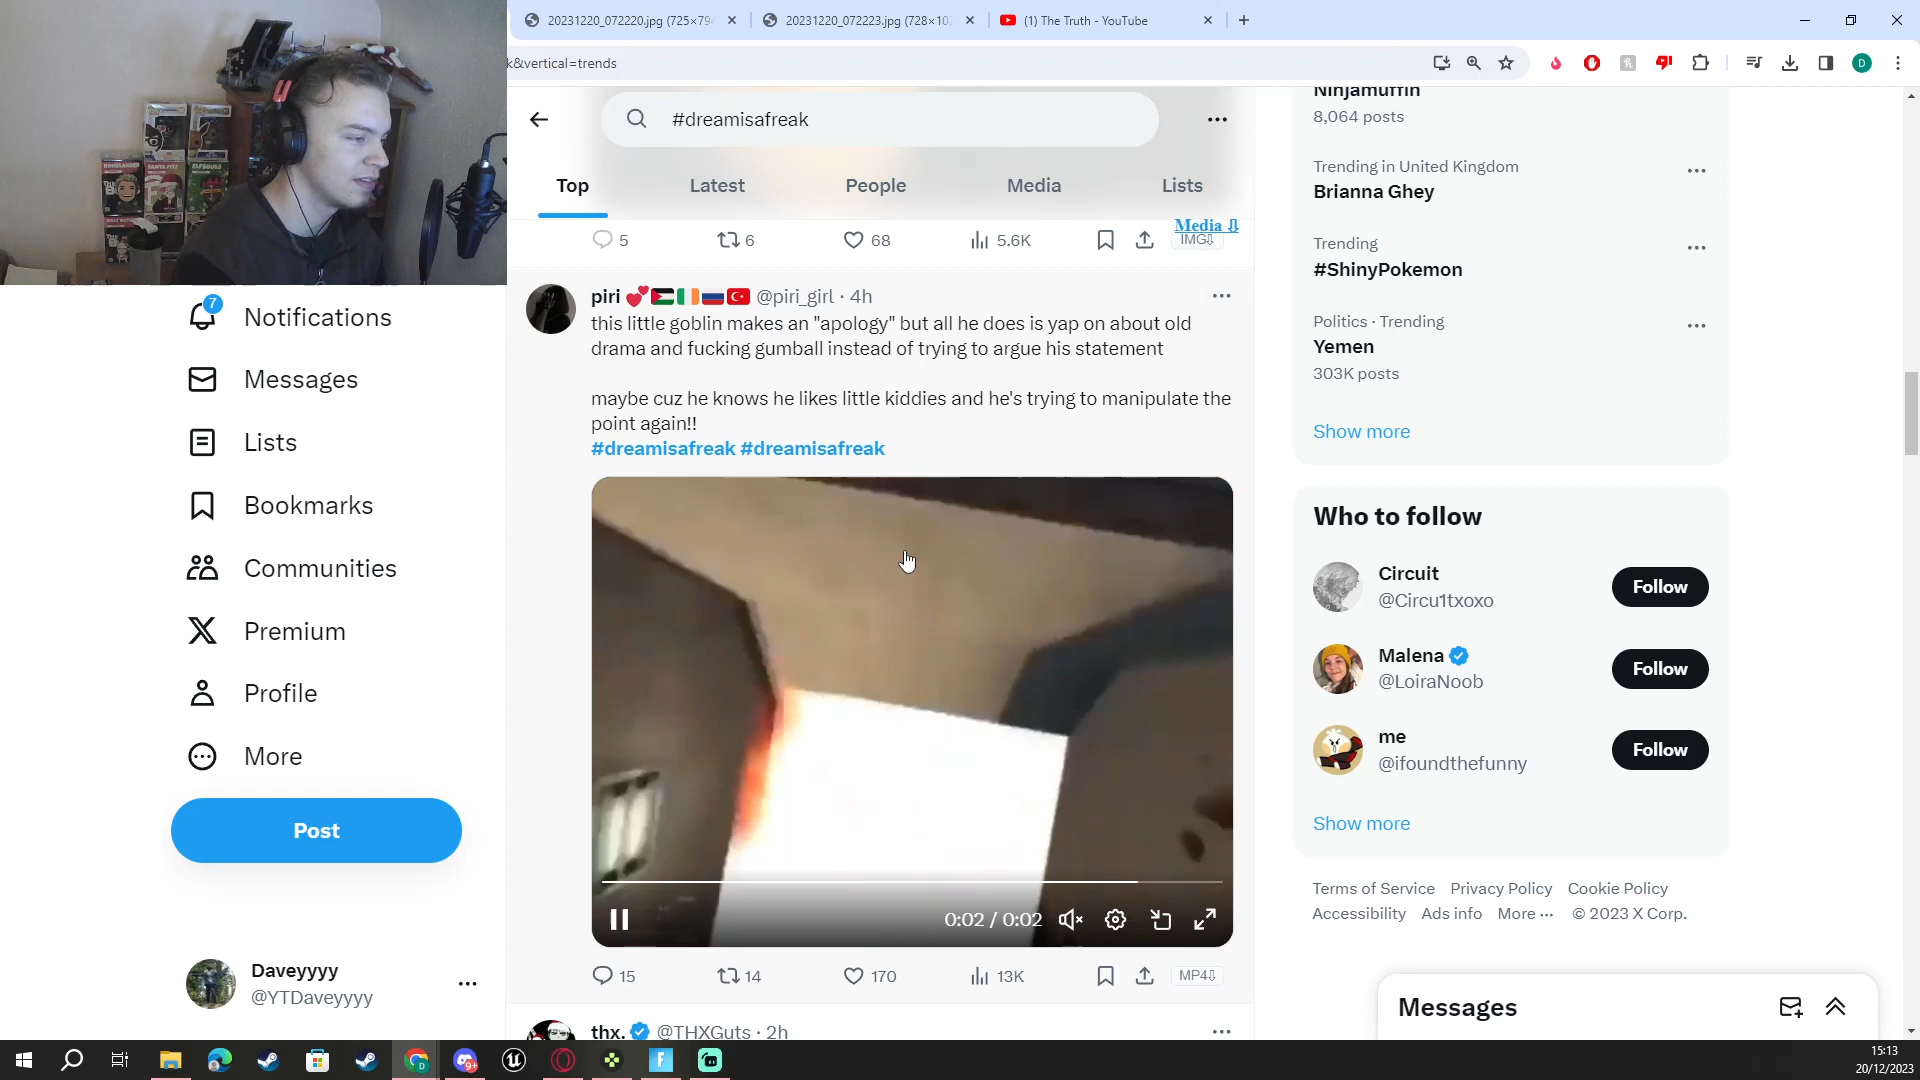 20231220_072220.jpg (725×79
20231220_072223.jpg (728×10
(1) The Truth - YouTube
k&vertical=trends
#dreamisafreak
Top
Latest
People
Media
Lists
5
6
68
5.6K
Media ⇩
IMG⇩
piri 💕🇵🇸🇮🇪🇷🇺🇹🇷 @piri_girl · 4h
this little goblin makes an "apology" but all he does is yap on about old
drama and fucking gumball instead of trying to argue his statement
maybe cuz he knows he likes little kiddies and he's trying to manipulate the
point again!!
#dreamisafreak #dreamisafreak
0:02 / 0:02
15
14
170
13K
MP4⇩
thx. @THXGuts · 2h
7
Notifications
Messages
Lists
Bookmarks
Communities
Premium
Profile
More
Post
Daveyyyy
@YTDaveyyyy
Ninjamuffin
8,064 posts
Trending in United Kingdom
Brianna Ghey
Trending
#ShinyPokemon
Politics · Trending
Yemen
303K posts
Show more
Who to follow
Circuit
@Circu1txoxo
Follow
Malena
@LoiraNoob
Follow
me
@ifoundthefunny
Follow
Show more
Terms of Service Privacy Policy Cookie Policy
Accessibility Ads info More ··· © 2023 X Corp.
Messages
D
9+
15:13
20/12/2023